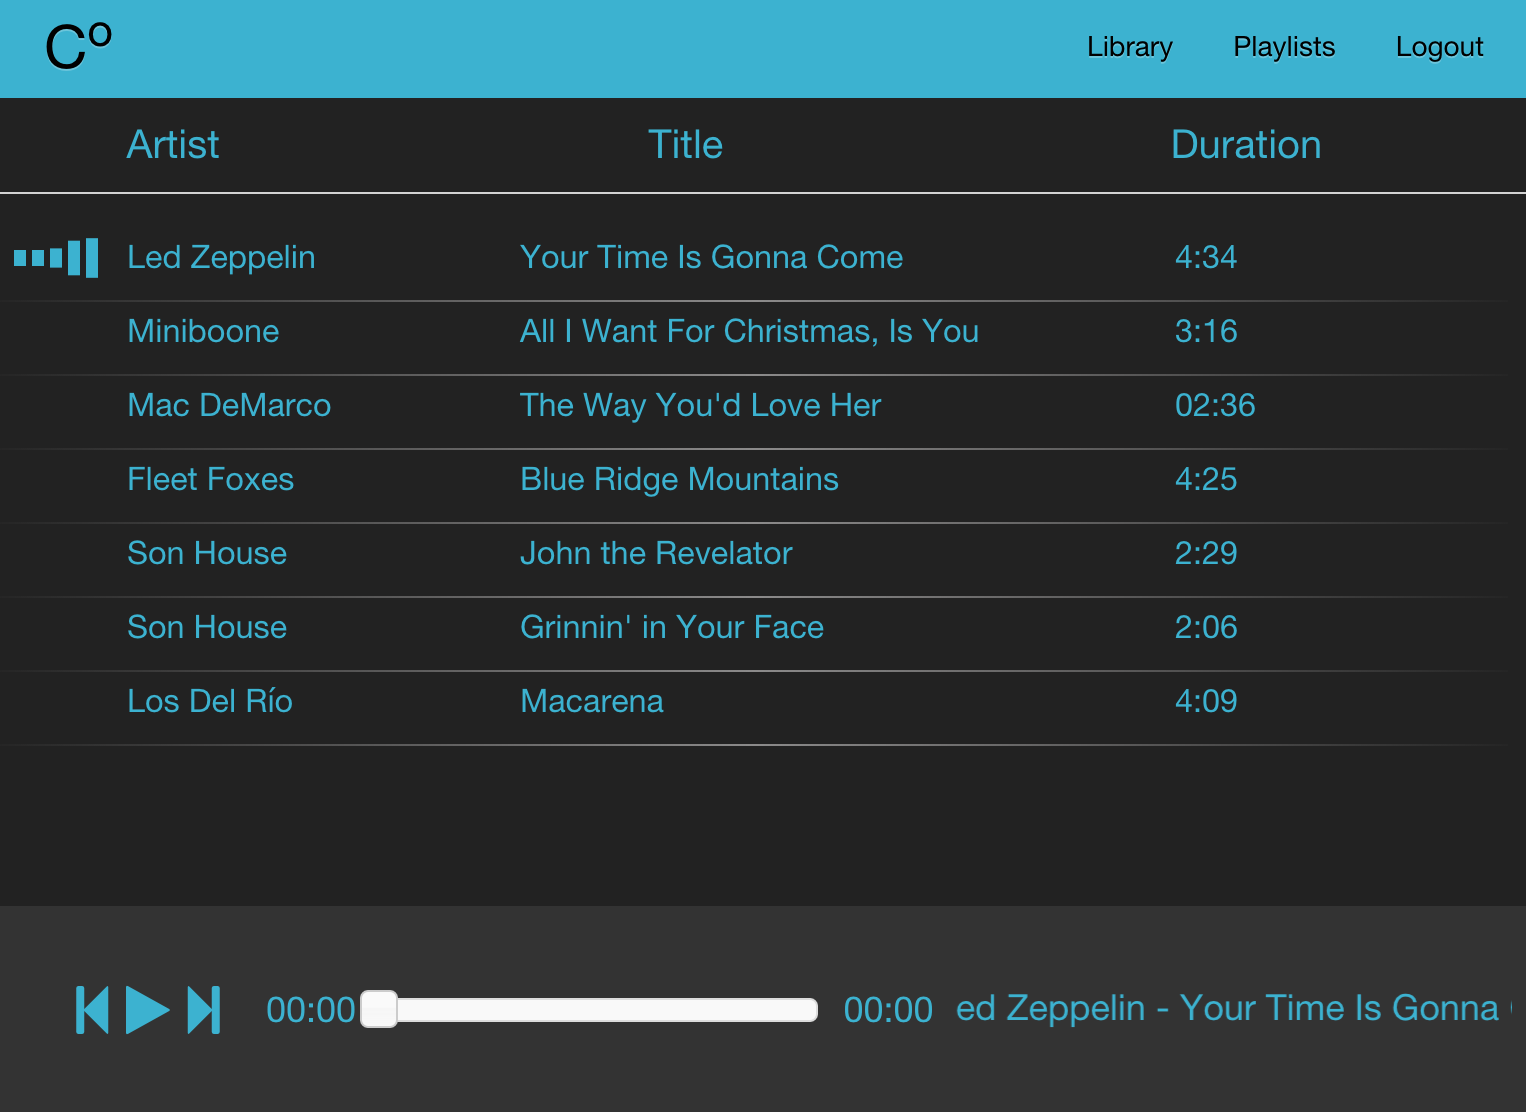 Cº Library Playlists Logout
Artist Title Duration
Led Zeppelin Your Time Is Gonna Come 4:34
Miniboone All I Want For Christmas, Is You 3:16
Mac DeMarco The Way You'd Love Her 02:36
Fleet Foxes Blue Ridge Mountains 4:25
Son House John the Revelator 2:29
Son House Grinnin' in Your Face 2:06
Los Del Río Macarena 4:09
00:00 00:00 ed Zeppelin - Your Time Is Gonna